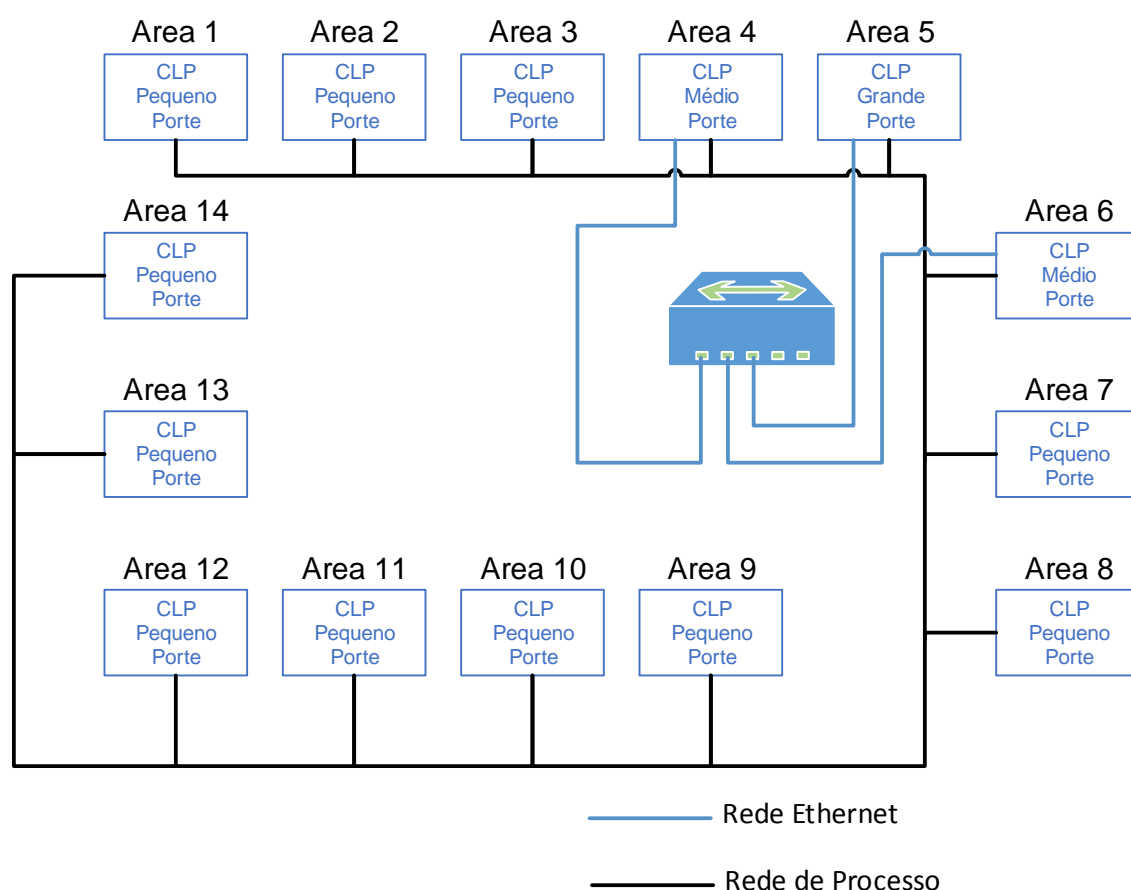 Area 1
Area 2
Area 3
Area 4
Area 5
CLP
Pequeno
Porte
CLP
Pequeno
Porte
CLP
Pequeno
Porte
CLP
Médio
Porte
CLP
Grande
Porte
Area 14
CLP
Pequeno
Porte
Area 6
CLP
Médio
Porte
Area 13
CLP
Pequeno
Porte
Area 7
CLP
Pequeno
Porte
Area 12
CLP
Pequeno
Porte
Area 11
CLP
Pequeno
Porte
Area 10
CLP
Pequeno
Porte
Area 9
CLP
Pequeno
Porte
Area 8
CLP
Pequeno
Porte
Rede Ethernet
Rede de Processo